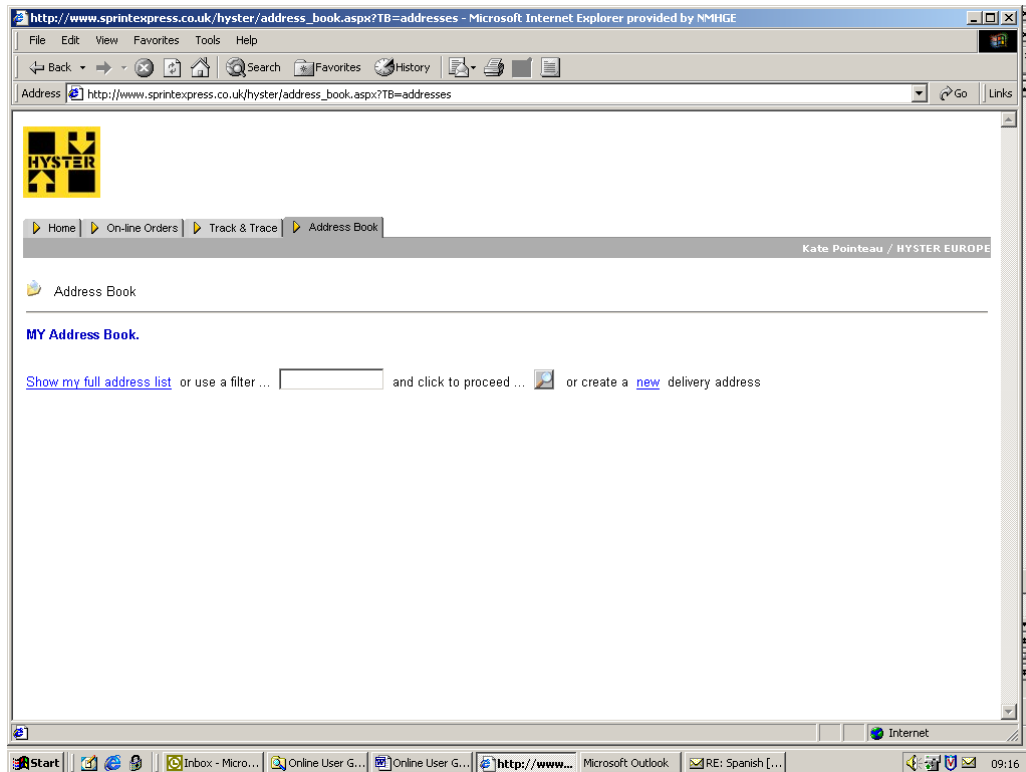 http://www.sprintexpress.co.uk/hyster/address_book.aspx?TB=addresses - Microsoft Internet Explorer provided by NMHGE
File Edit View Favorites Tools Help
Back Search Favorites History
Address http://www.sprintexpress.co.uk/hyster/address_book.aspx?TB=addresses Go Links
HYSTER
Home On-line Orders Track & Trace Address Book
Kate Pointeau / HYSTER EUROPE
Address Book
MY Address Book.
Show my full address list or use a filter ... and click to proceed ... or create a new delivery address
Internet
Start Inbox - Micro... Online User G... Online User G... http://www... Microsoft Outlook RE: Spanish [... 09:16